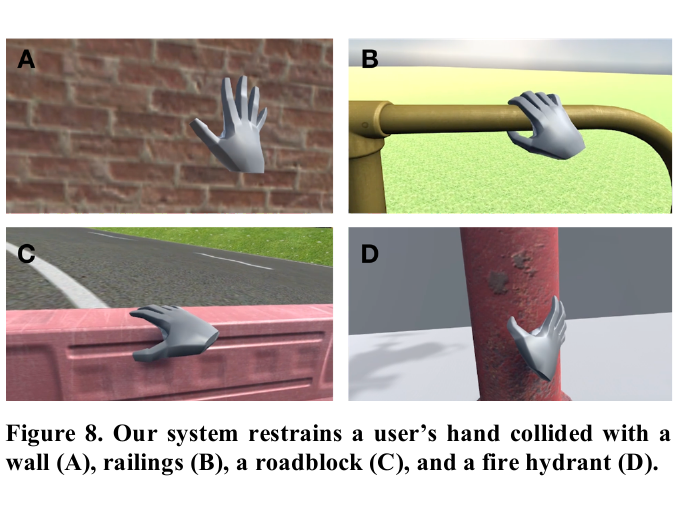 A
B
C
D
Figure 8. Our system restrains a user’s hand collided with a
wall (A), railings (B), a roadblock (C), and a fire hydrant (D).